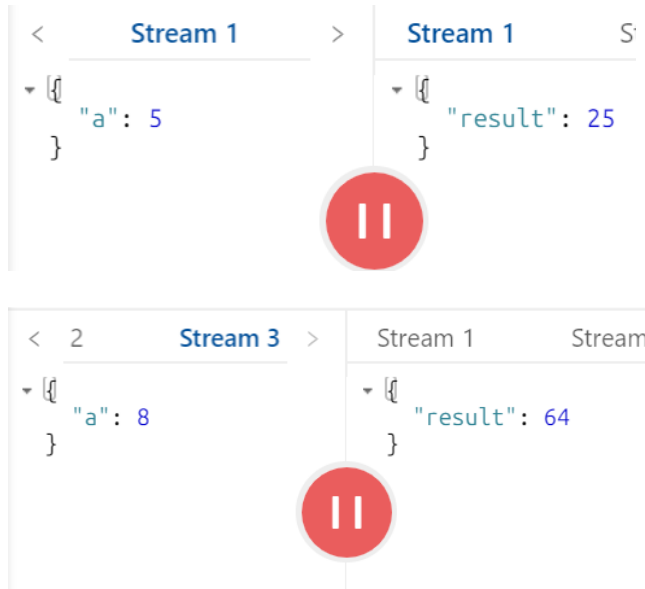 < Stream 1 > Stream 1
{
"a": 5
}
{
"result": 25
}
< 2 Stream 3 > Stream 1 Stream
{
"a": 8
}
{
"result": 64
}